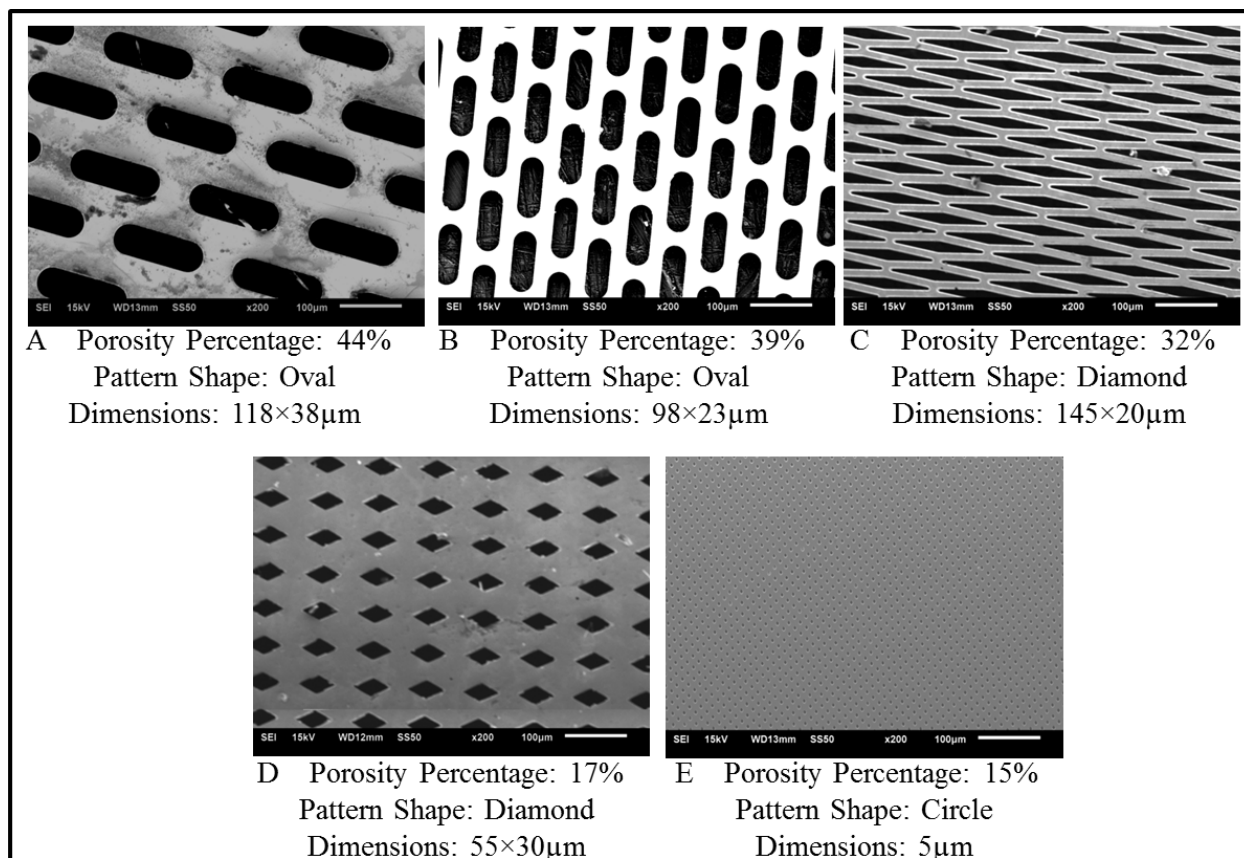 SEI 15kV WD13mm SS50 x200 100µm
SEI 15kV WD13mm SS50 x200 100µm
SEI 15kV WD13mm SS50 x200 100µm
A Porosity Percentage: 44%
Pattern Shape: Oval
Dimensions: 118×38µm
B Porosity Percentage: 39%
Pattern Shape: Oval
Dimensions: 98×23µm
C Porosity Percentage: 32%
Pattern Shape: Diamond
Dimensions: 145×20µm
SEI 15kV WD12mm SS50 x200 100µm
SEI 15kV WD13mm SS50 x200 100µm
D Porosity Percentage: 17%
Pattern Shape: Diamond
Dimensions: 55×30µm
E Porosity Percentage: 15%
Pattern Shape: Circle
Dimensions: 5µm